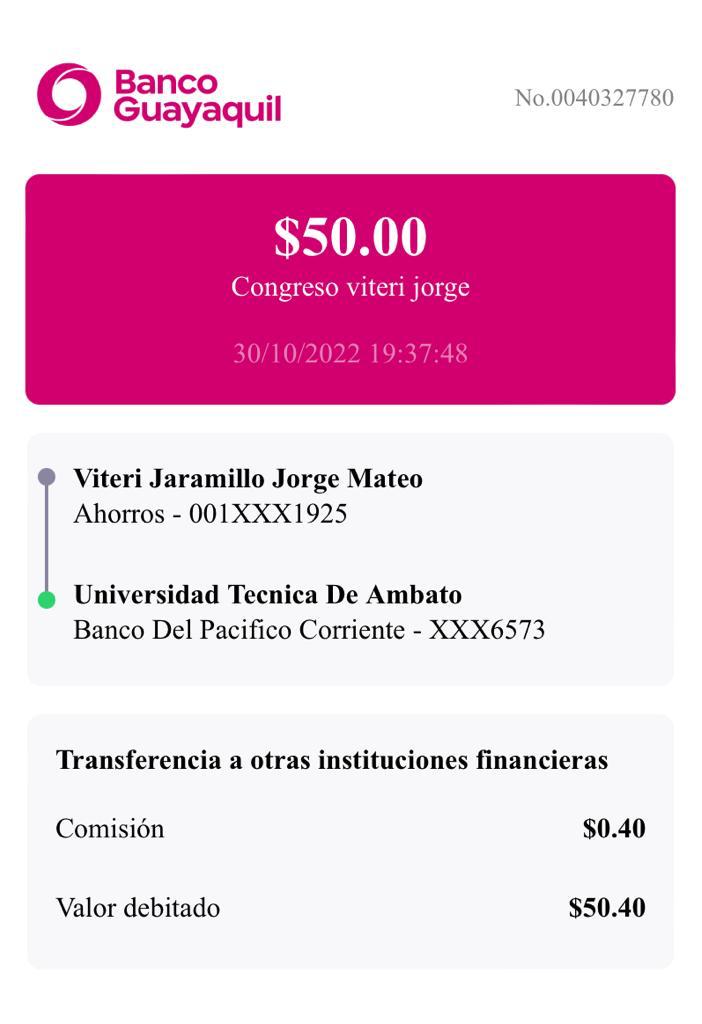 Banco
Guayaquil
No.0040327780
$50.00
Congreso viteri jorge
30/10/2022 19:37:48
Viteri Jaramillo Jorge Mateo
Ahorros - 001XXX1925
Universidad Tecnica De Ambato
Banco Del Pacifico Corriente - XXX6573
Transferencia a otras instituciones financieras
Comisión $0.40
Valor debitado $50.40